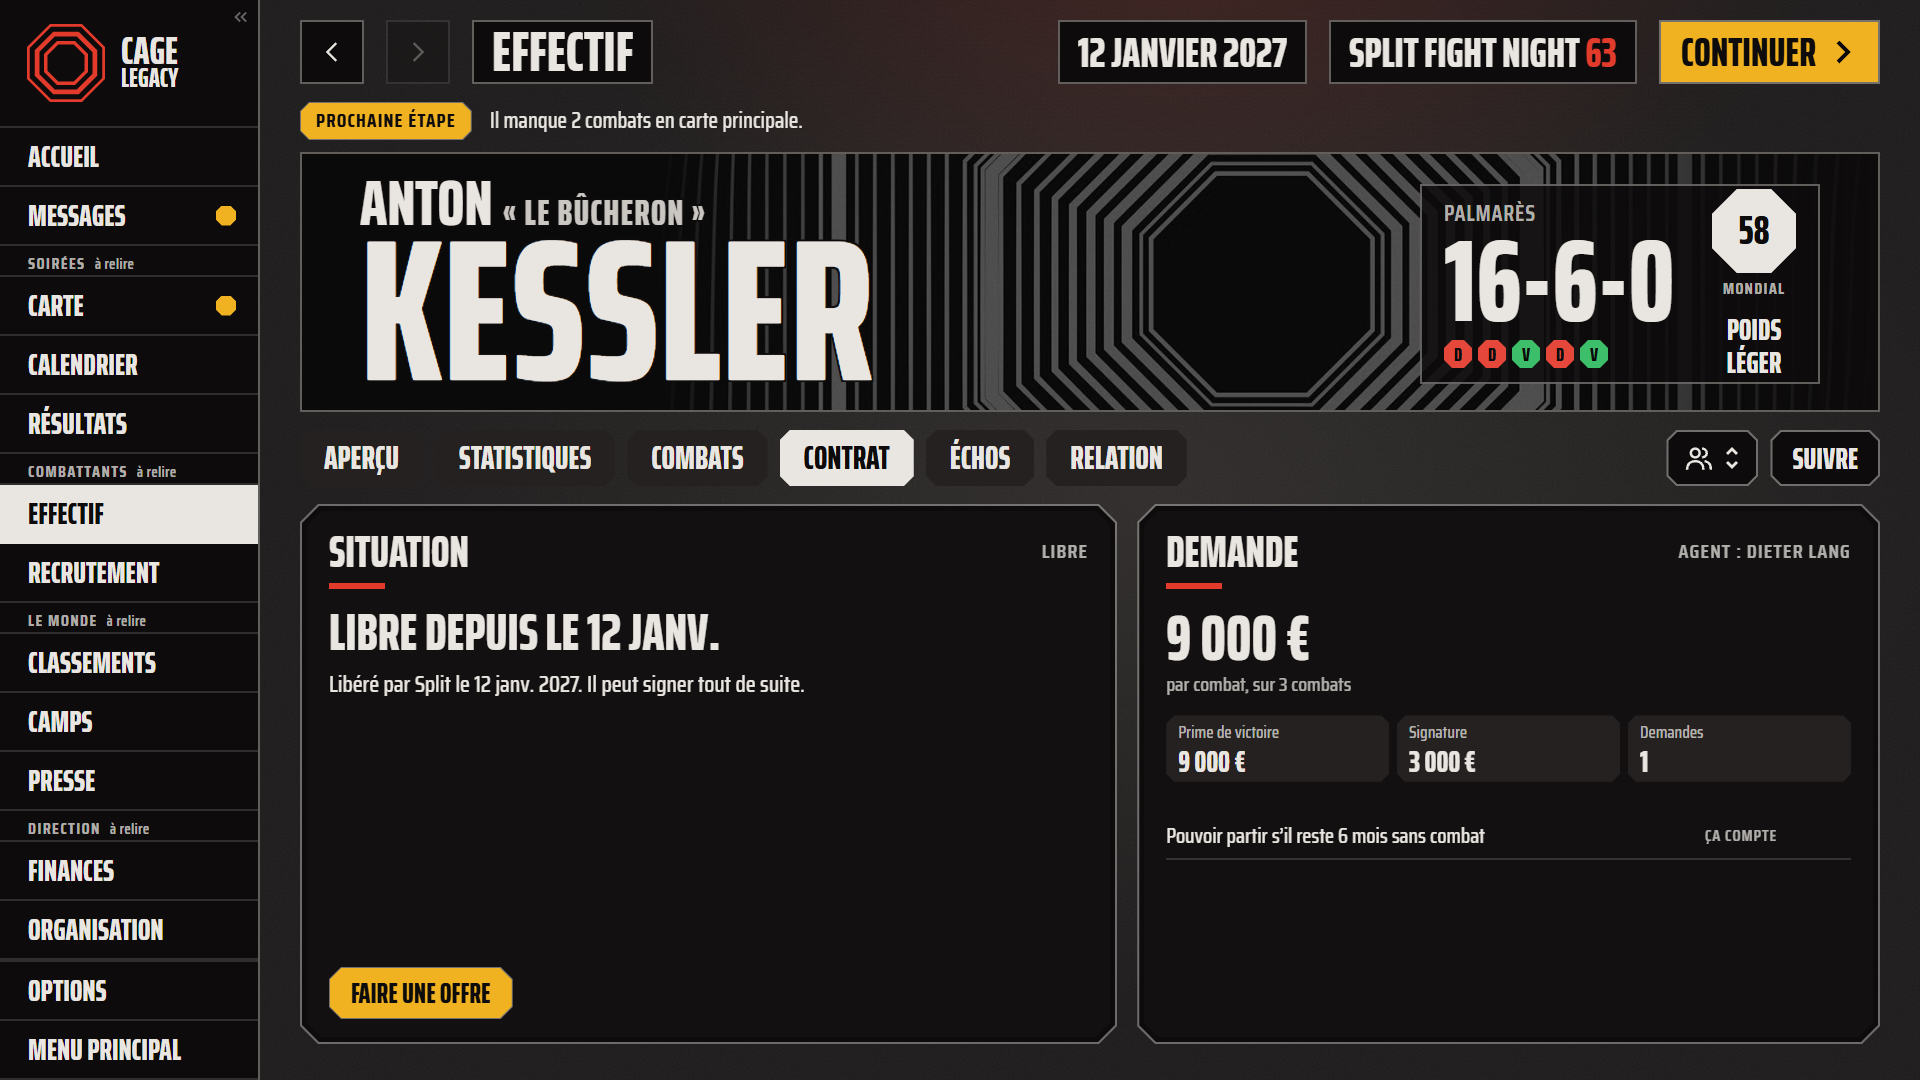 CAGE
LEGACY
ACCUEIL
MESSAGES
SOIRÉES à relire
CARTE
CALENDRIER
RÉSULTATS
COMBATTANTS à relire
EFFECTIF
RECRUTEMENT
LE MONDE à relire
CLASSEMENTS
CAMPS
PRESSE
DIRECTION à relire
FINANCES
ORGANISATION
OPTIONS
MENU PRINCIPAL
EFFECTIF
12 JANVIER 2027
SPLIT FIGHT NIGHT 63
CONTINUER
PROCHAINE ÉTAPE Il manque 2 combats en carte principale.
ANTON « LE BÛCHERON »
KESSLER
PALMARÈS
16-6-0
D D V D V
58
MONDIAL
POIDS
LÉGER
APERÇU STATISTIQUES COMBATS CONTRAT ÉCHOS RELATION
SUIVRE
SITUATION LIBRE
LIBRE DEPUIS LE 12 JANV.
Libéré par Split le 12 janv. 2027. Il peut signer tout de suite.
FAIRE UNE OFFRE
DEMANDE AGENT : DIETER LANG
9 000 €
par combat, sur 3 combats
Prime de victoire
9 000 €
Signature
3 000 €
Demandes
1
Pouvoir partir s'il reste 6 mois sans combat ÇA COMPTE